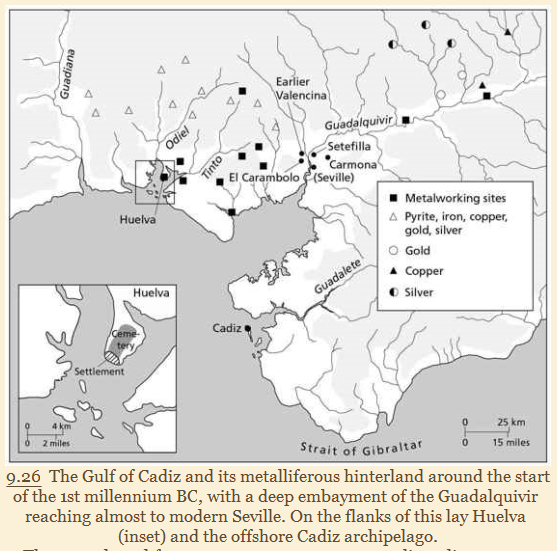 Guadiana
Odiel
Tinto
Earlier
Valencina
Guadalquivir
Setefilla
Carmona
El Carambolo
(Seville)
Huelva
Metalworking sites
Pyrite, iron, copper,
gold, silver
Gold
Copper
Silver
Guadalete
Cadiz
Huelva
Ceme-
tery
Settlement
0 4 km
0 2 miles
0 25 km
0 15 miles
Strait of Gibraltar
9.26 The Gulf of Cadiz and its metalliferous hinterland around the start
of the 1st millennium BC, with a deep embayment of the Guadalquivir
reaching almost to modern Seville. On the flanks of this lay Huelva
(inset) and the offshore Cadiz archipelago.